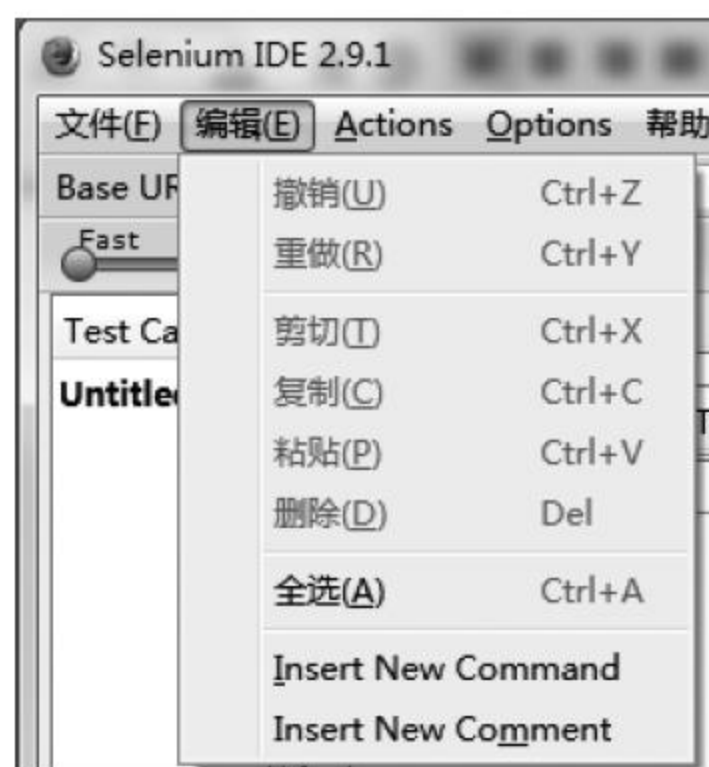 Selenium IDE 2.9.1
文件(F) 编辑(E) Actions Options 帮助
Base UR
Fast
Test Ca
Untitle
撤销(U) Ctrl+Z
重做(R) Ctrl+Y
剪切(T) Ctrl+X
复制(C) Ctrl+C
粘贴(P) Ctrl+V
删除(D) Del
全选(A) Ctrl+A
Insert New Command
Insert New Comment